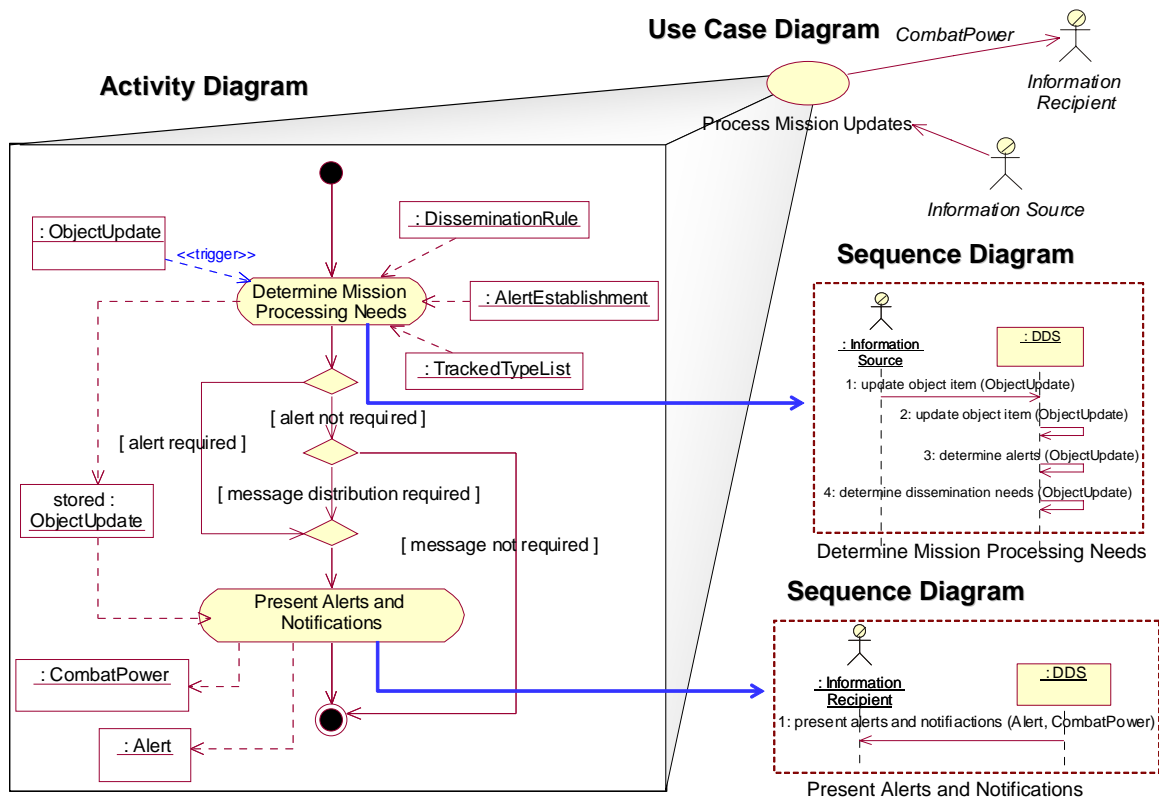 Use Case Diagram
CombatPower
Information
Recipient
Activity Diagram
Process Mission Updates
Information Source
: ObjectUpdate
<<trigger>>
: DisseminationRule
Determine Mission
Processing Needs
: AlertEstablishment
: TrackedTypeList
[ alert not required ]
[ alert required ]
[ message distribution required ]
stored :
ObjectUpdate
[ message not required ]
Present Alerts and
Notifications
: CombatPower
: Alert
Sequence Diagram
: Information
Source
: DDS
1: update object item (ObjectUpdate)
2: update object item (ObjectUpdate)
3: determine alerts (ObjectUpdate)
4: determine dissemination needs (ObjectUpdate)
Determine Mission Processing Needs
Sequence Diagram
: Information
Recipient
: DDS
1: present alerts and notifiactions (Alert, CombatPower)
Present Alerts and Notifications